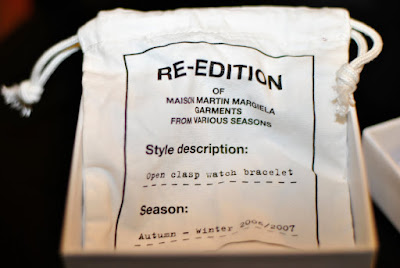 RE-EDITION
OF
MAISON MARTIN MARGIELA
GARMENTS
FROM VARIOUS SEASONS
Style description:
Open clasp watch bracelet
Season:
Autumn - Winter 2006/2007